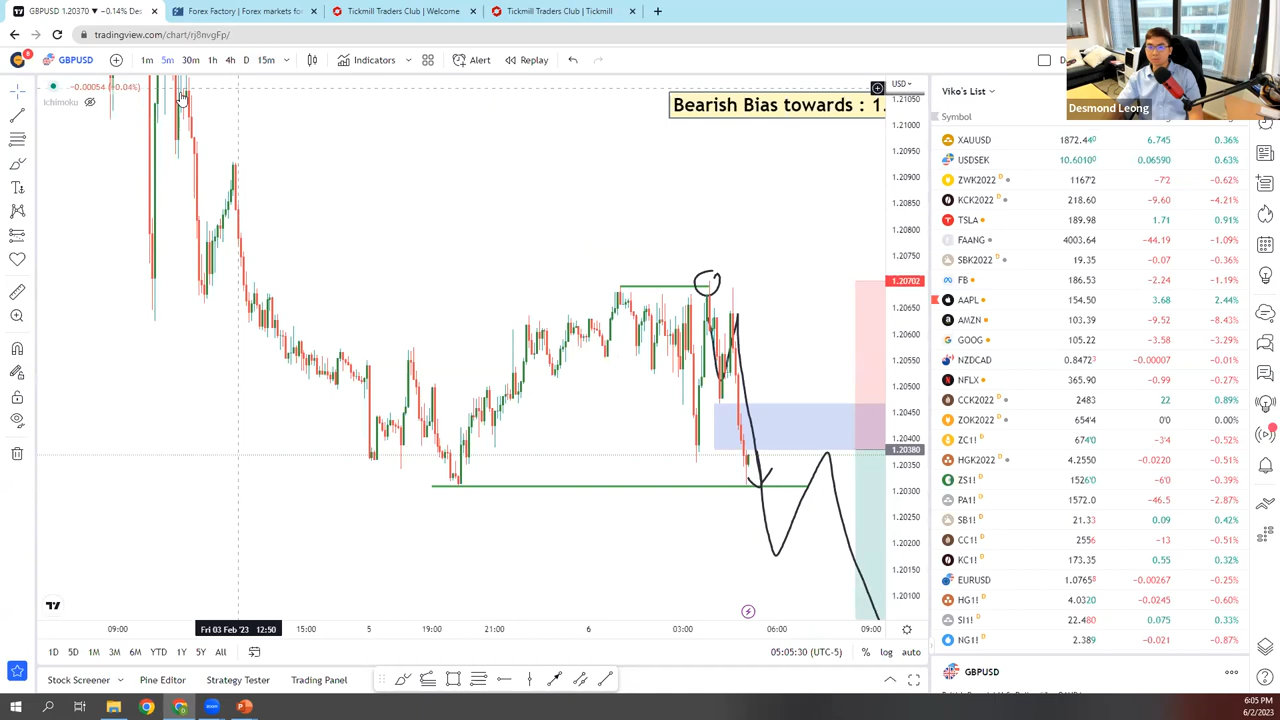 GBPUSD 1.20370 ▼ −0.14% De
Forex Factory | Forex markets for
Tickmill Traders Club | Welcome
Tickmill Traders Club | Tickmill
tradingview.com/chart/rj8nvgFp/
8
GBPUSD
1m 5m 30m 1h 4h D 15m
Indicators
Alert
Replay
−0.00054 (−0.04%)
Ichimoku
USD
Bearish Bias towards : 1.
1.21050
1.21000
1.20950
1.20900
1.20850
1.20800
1.20750
1.20702
1.20650
1.20600
1.20550
1.20500
1.20450
1.20400
1.20380
1.20350
1.20300
1.20250
1.20200
1.20150
1.20100
09:00
Fri 03 Feb '23 12:50
15:00 5 19:00 21:00 6 03:00 06:00 09:00
1D 5D 1M 3M 6M YTD 1Y 5Y All
05:05:30 (UTC-5)
% log auto
Stock Screener
Pine Editor
Strategy Tester
Trading Panel
Desmond Leong
Viko's List
Symbol
XAUUSD 1872.440 6.745 0.36%
USDSEK 10.60100 0.06590 0.63%
ZWK2022 D 1167'2 −7'2 −0.62%
KCK2022 D 218.60 −9.60 −4.21%
TSLA 189.98 1.71 0.91%
FAANG 4003.64 −44.19 −1.09%
SBK2022 D 19.35 −0.07 −0.36%
FB 186.53 −2.24 −1.19%
AAPL 154.50 3.68 2.44%
AMZN 103.39 −9.52 −8.43%
GOOG 105.22 −3.58 −3.29%
NZDCAD 0.84723 −0.00007 −0.01%
NFLX 365.90 −0.99 −0.27%
CCK2022 D 2483 22 0.89%
ZOK2022 D 654'4 0'0 0.00%
ZC1! D 674'0 −3'4 −0.52%
HGK2022 D 4.2550 −0.0220 −0.51%
ZS1! D 1526'0 −6'0 −0.39%
PA1! D 1572.0 −46.5 −2.87%
SB1! D 21.33 0.09 0.42%
CC1! D 2556 −13 −0.51%
KC1! D 173.35 0.55 0.32%
EURUSD 1.07658 −0.00267 −0.25%
HG1! D 4.0320 −0.0245 −0.60%
SI1! D 22.480 0.075 0.33%
NG1! D 2.389 −0.021 −0.87%
GBPUSD
6:05 PM
6/2/2023